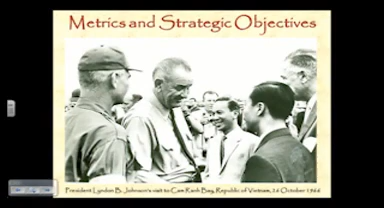 Metrics and Strategic Objectives
President Lyndon B. Johnson's visit to Cam Ranh Bay, Republic of Vietnam, 26 October 1966